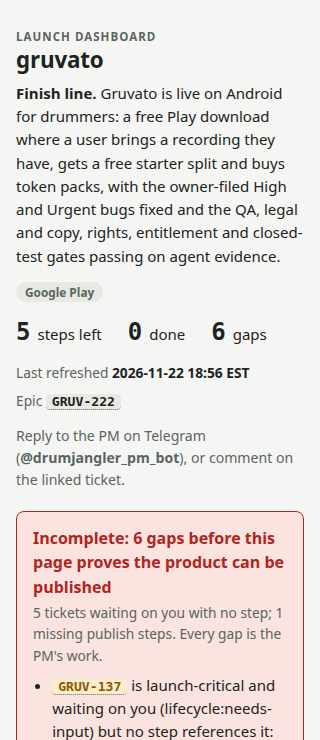 LAUNCH DASHBOARD
gruvato
Finish line. Gruvato is live on Android
for drummers: a free Play download
where a user brings a recording they
have, gets a free starter split and buys
token packs, with the owner-filed High
and Urgent bugs fixed and the QA, legal
and copy, rights, entitlement and closed-
test gates passing on agent evidence.
Google Play
5 steps left 0 done 6 gaps
Last refreshed 2026-11-22 18:56 EST
Epic GRUV-222
Reply to the PM on Telegram
(@drumjangler_pm_bot), or comment on
the linked ticket.
Incomplete: 6 gaps before this
page proves the product can be
published
5 tickets waiting on you with no step; 1
missing publish steps. Every gap is the
PM's work.
• GRUV-137 is launch-critical and
waiting on you (lifecycle:needs-
input) but no step references it: